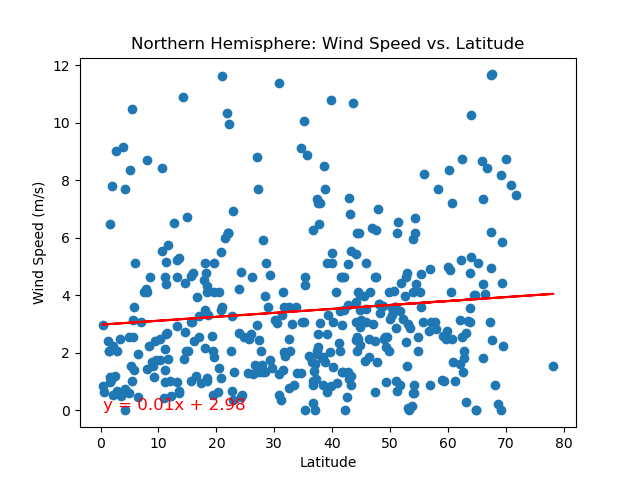 Northern Hemisphere: Wind Speed vs. Latitude
12
10
8
6
4
2
0
Wind Speed (m/s)
y = 0.01x + 2.98
0 10 20 30 40 50 60 70 80
Latitude